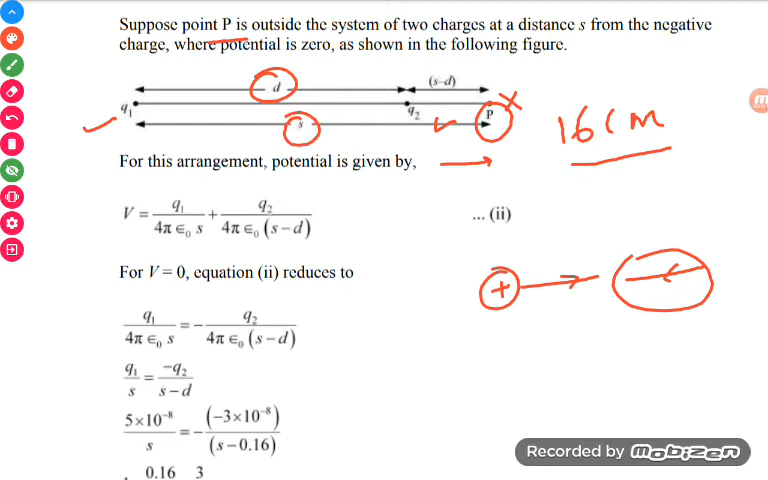 Suppose point P is outside the system of two charges at a distance s from the negative
charge, where potential is zero, as shown in the following figure.
d
(s–d)
q₁
q₂
s
P
16 cm
For this arrangement, potential is given by,
V = q₁/(4π ∈₀ s) + q₂/(4π ∈₀ (s−d)) ... (ii)
For V = 0, equation (ii) reduces to
+ −
q₁/(4π ∈₀ s) = − q₂/(4π ∈₀ (s−d))
q₁/s = −q₂/(s−d)
5×10⁻⁸/s = − (−3×10⁻⁸)/(s−0.16)
0.16 3
Recorded by mobizen